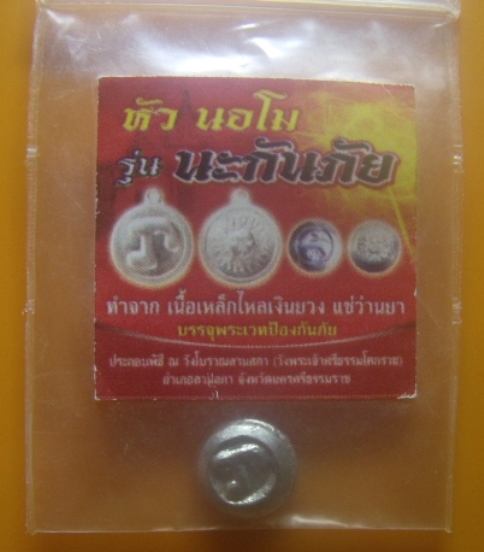 หัว นอโม
รุ่น นะกันภัย
ทำจาก เนื้อเหล็กไหลเงินยวง แช่ว่านยา
บรรจุพระเวทป้องกันภัย
ประกอบพิธี ณ วังโบราณลานสกา (วังพระเจ้าศรีธรรมโศกราช)
อำเภอลานสกา จังหวัดนครศรีธรรมราช